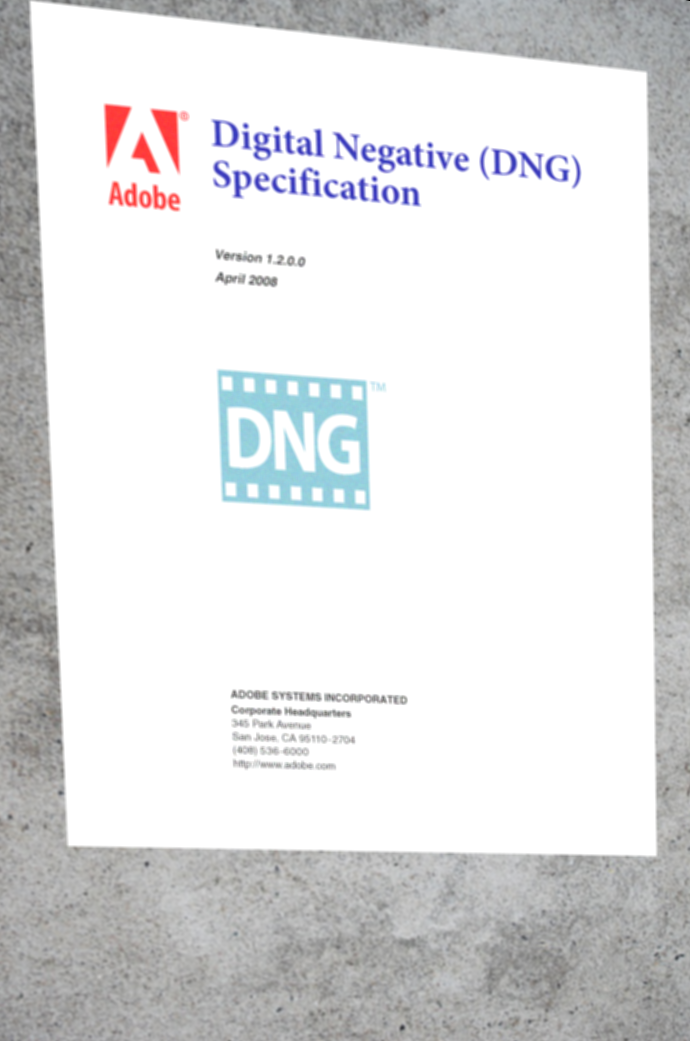 Adobe®
Digital Negative (DNG)
Specification
Version 1.2.0.0
April 2008
DNG™
ADOBE SYSTEMS INCORPORATED
Corporate Headquarters
345 Park Avenue
San Jose, CA 95110-2704
(408) 536-6000
http://www.adobe.com